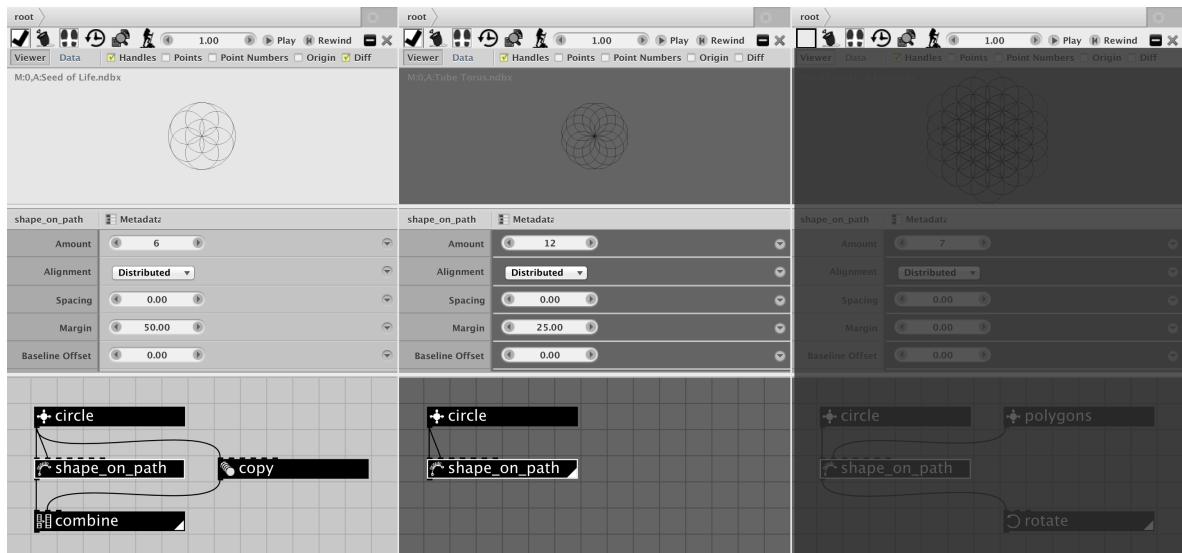 root
1.00 Play Rewind
Viewer Data Handles Points Point Numbers Origin Diff
M:0,A:Seed of Life.ndbx
shape_on_path Metadata
Amount 6
Alignment Distributed
Spacing 0.00
Margin 50.00
Baseline Offset 0.00
circle
shape_on_path copy
combine
root
1.00 Play Rewind
Viewer Data Handles Points Point Numbers Origin Diff
M:0,A:Tube Torus.ndbx
shape_on_path Metadata
Amount 12
Alignment Distributed
Spacing 0.00
Margin 25.00
Baseline Offset 0.00
circle
shape_on_path
root
1.00 Play Rewind
Viewer Data Handles Points Point Numbers Origin Diff
shape_on_path Metadata
Amount 7
Alignment Distributed
Spacing 0.00
Margin 0.00
Baseline Offset 0.00
circle polygons
shape_on_path
rotate